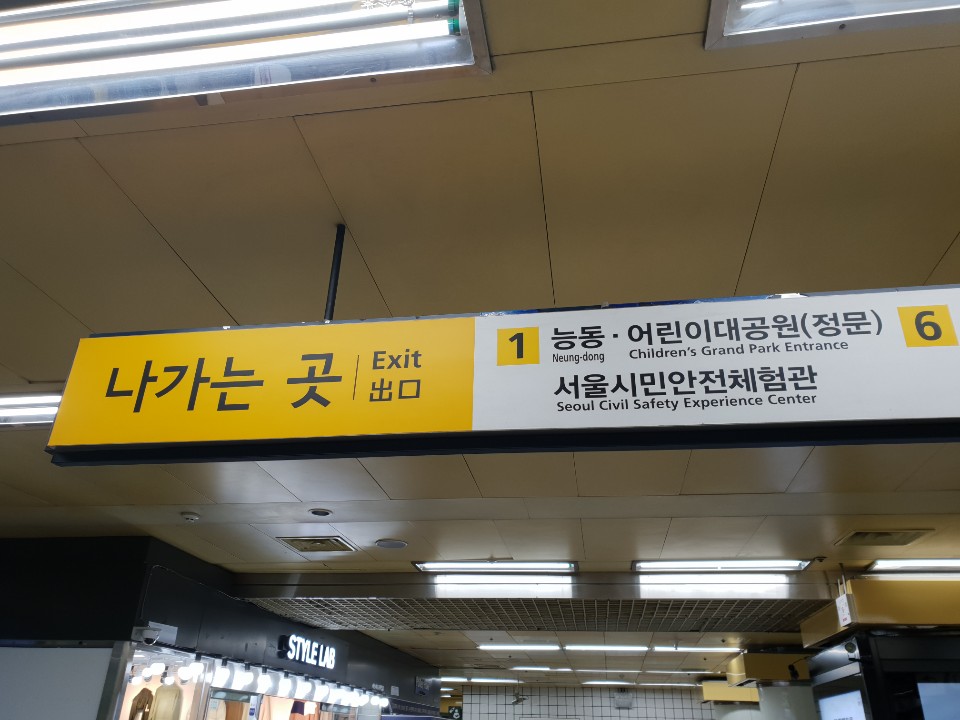 나가는 곳
Exit
出口
1
능동 · 어린이대공원(정문)
Neung-dong Children's Grand Park Entrance
서울시민안전체험관
Seoul Civil Safety Experience Center
6
STYLE LAB